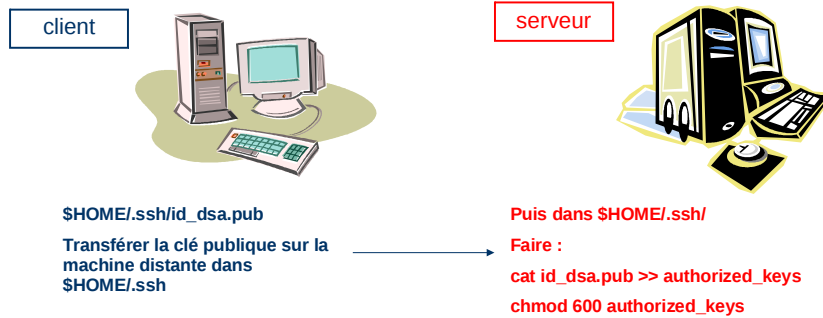 client
serveur
$HOME/.ssh/id_dsa.pub
Transférer la clé publique sur la
machine distante dans
$HOME/.ssh
Puis dans $HOME/.ssh/
Faire :
cat id_dsa.pub >> authorized_keys
chmod 600 authorized_keys